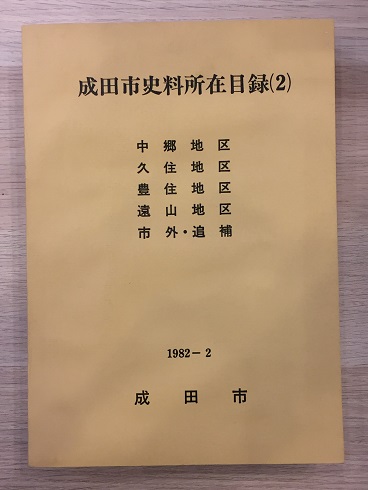 成田市史料所在目録(2)
中郷地区
久住地区
豊住地区
遠山地区
市外・追補
1982－2
成田市